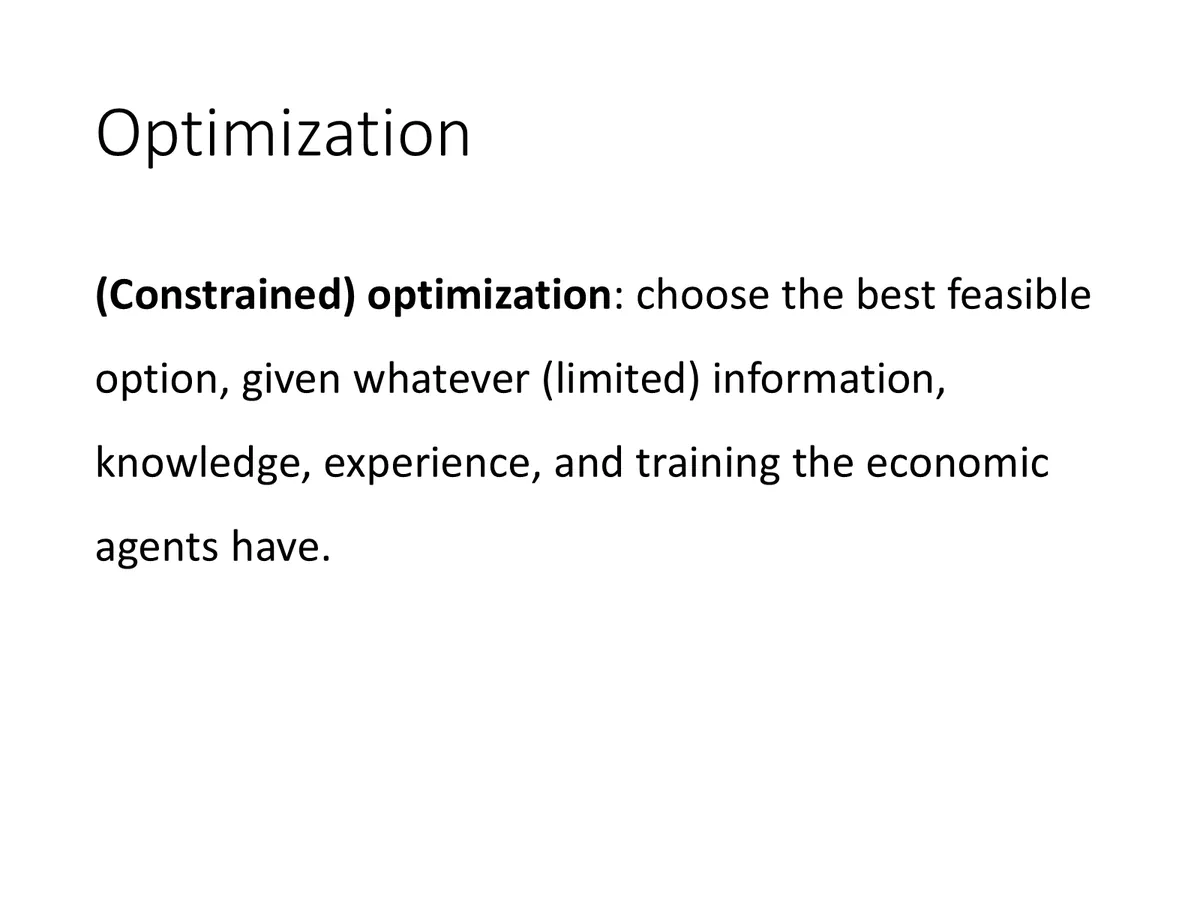 Optimization
(Constrained) optimization: choose the best feasible
option, given whatever (limited) information,
knowledge, experience, and training the economic
agents have.